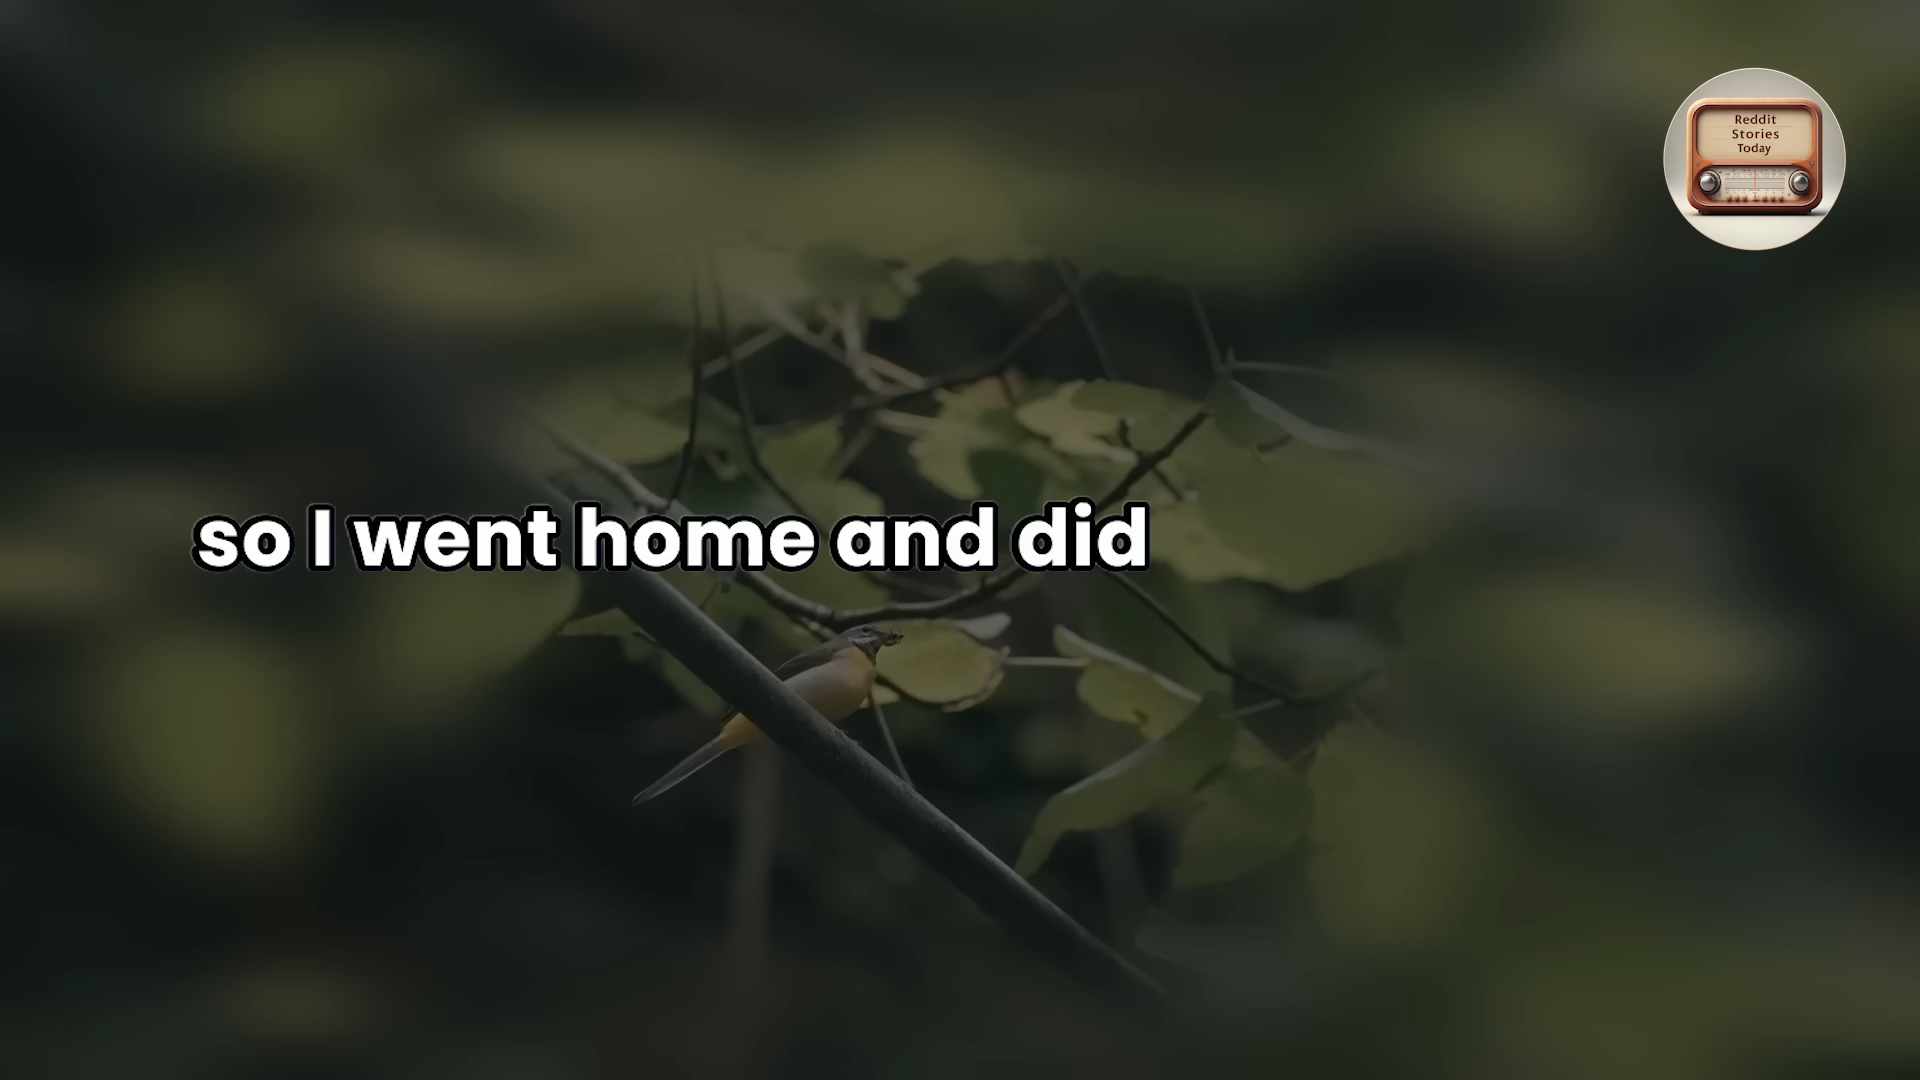 Reddit
Stories
Today
so I went home and did